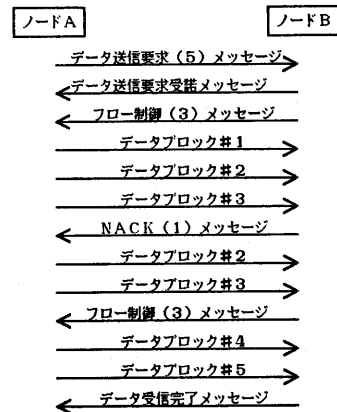 ノードA
ノードB
データ送信要求(5)メッセージ
データ送信要求受諾メッセージ
フロー制御(3)メッセージ
データブロック#1
データブロック#2
データブロック#3
NACK(1)メッセージ
データブロック#2
データブロック#3
フロー制御(3)メッセージ
データブロック#4
データブロック#5
データ受信完了メッセージ